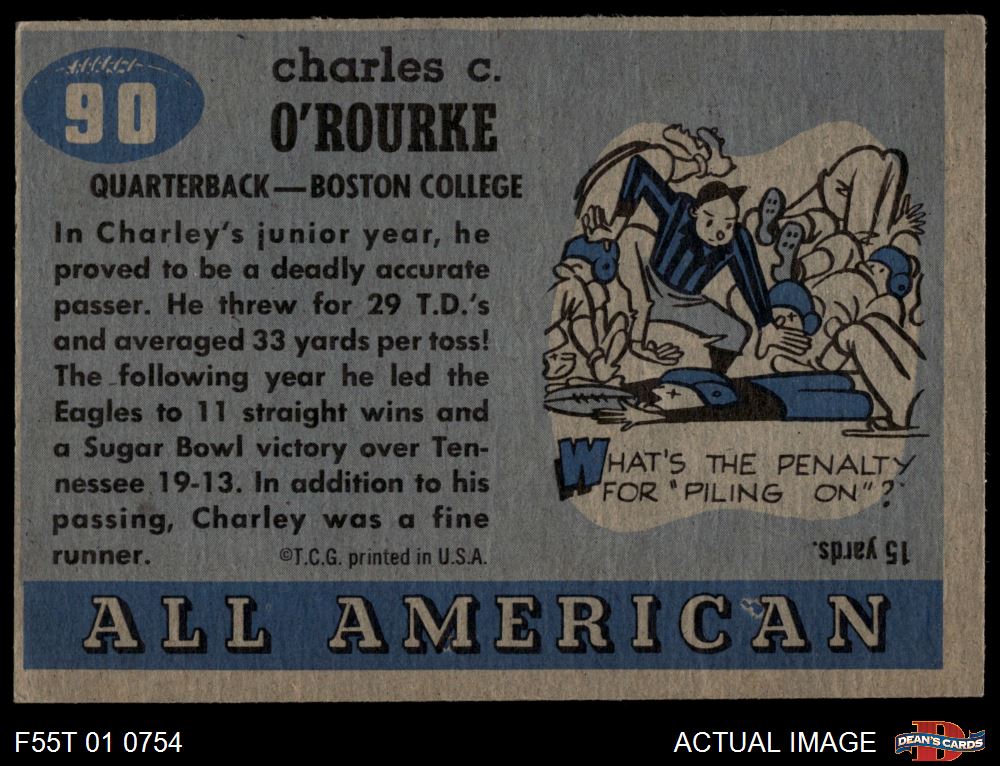 90
charles c.
O'ROURKE
QUARTERBACK—BOSTON COLLEGE
In Charley's junior year, he
proved to be a deadly accurate
passer. He threw for 29 T.D.'s
and averaged 33 yards per toss!
The following year he led the
Eagles to 11 straight wins and
a Sugar Bowl victory over Ten-
nessee 19-13. In addition to his
passing, Charley was a fine
runner.
©T.C.G. printed in U.S.A.
WHAT'S THE PENALTY
FOR "PILING ON"?
15 yards.
ALL AMERICAN
F55T 01 0754
ACTUAL IMAGE
DEAN'S CARDS